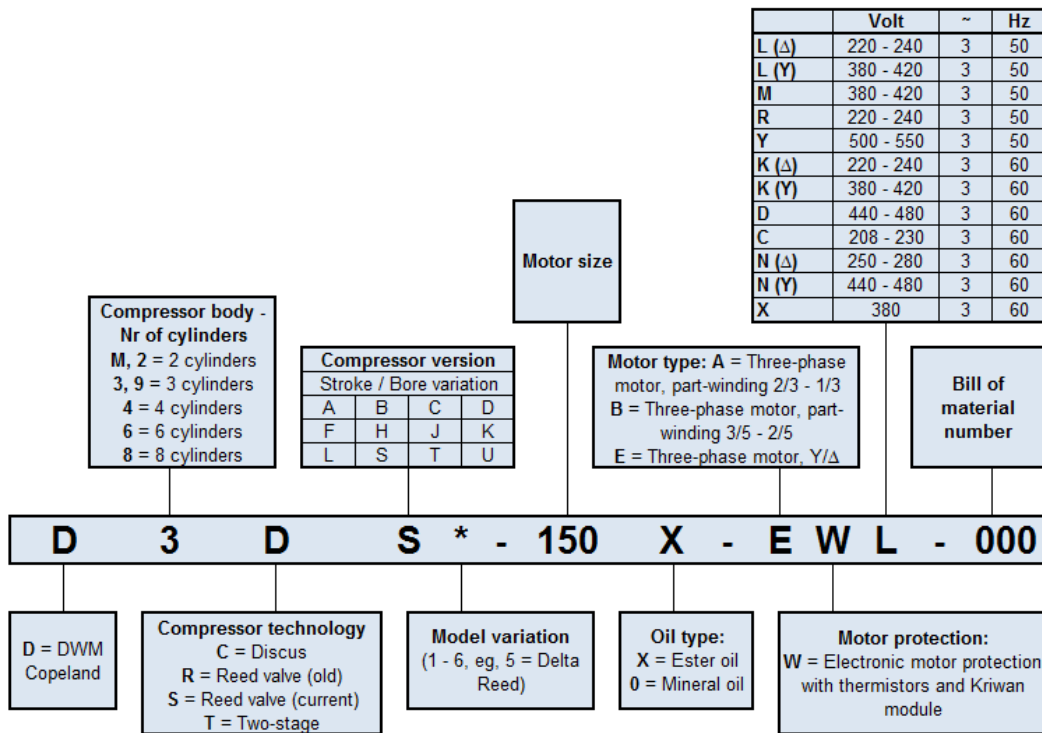 Volt ~ Hz
L (Δ) 220 - 240 3 50
L (Y) 380 - 420 3 50
M 380 - 420 3 50
R 220 - 240 3 50
Y 500 - 550 3 50
K (Δ) 220 - 240 3 60
K (Y) 380 - 420 3 60
D 440 - 480 3 60
C 208 - 230 3 60
N (Δ) 250 - 280 3 60
N (Y) 440 - 480 3 60
X 380 3 60
Motor size
Compressor body -
Nr of cylinders
M, 2 = 2 cylinders
3, 9 = 3 cylinders
4 = 4 cylinders
6 = 6 cylinders
8 = 8 cylinders
Compressor version
Stroke / Bore variation
A B C D
F H J K
L S T U
Motor type: A = Three-phase
motor, part-winding 2/3 - 1/3
B = Three-phase motor, part-
winding 3/5 - 2/5
E = Three-phase motor, Y/Δ
Bill of
material
number
D 3 D S * - 150 X - E W L - 000
D = DWM
Copeland
Compressor technology
C = Discus
R = Reed valve (old)
S = Reed valve (current)
T = Two-stage
Model variation
(1 - 6, eg, 5 = Delta
Reed)
Oil type:
X = Ester oil
0 = Mineral oil
Motor protection:
W = Electronic motor protection
with thermistors and Kriwan
module